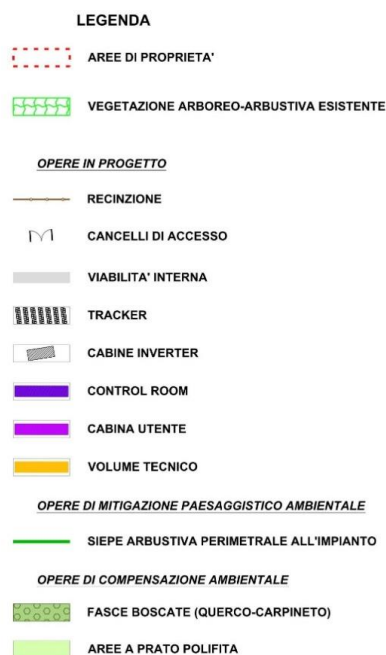 LEGENDA
AREE DI PROPRIETA'
VEGETAZIONE ARBOREO-ARBUSTIVA ESISTENTE
OPERE IN PROGETTO
RECINZIONE
CANCELLI DI ACCESSO
VIABILITA' INTERNA
TRACKER
CABINE INVERTER
CONTROL ROOM
CABINA UTENTE
VOLUME TECNICO
OPERE DI MITIGAZIONE PAESAGGISTICO AMBIENTALE
SIEPE ARBUSTIVA PERIMETRALE ALL'IMPIANTO
OPERE DI COMPENSAZIONE AMBIENTALE
FASCE BOSCATE (QUERCO-CARPINETO)
AREE A PRATO POLIFITA